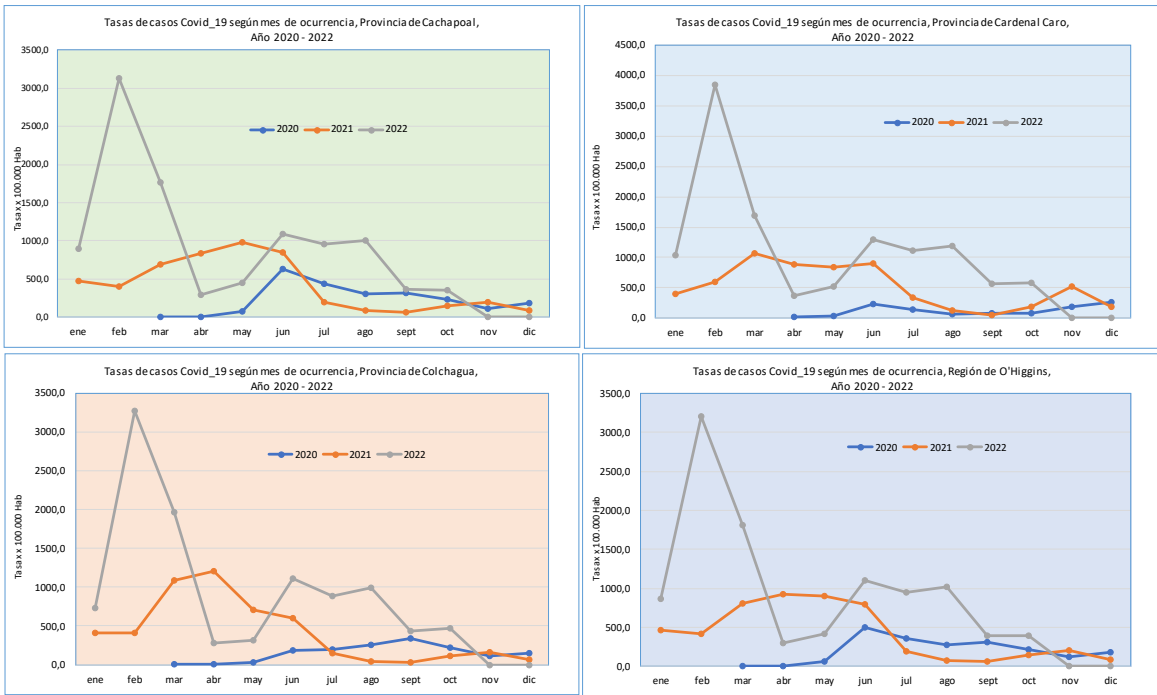 Tasas de casos Covid_19 según mes de ocurrencia, Provincia de Cachapoal,
Año 2020 - 2022
3500,0
3000,0
2500,0
2000,0
1500,0
1000,0
500,0
0,0
Tasa x x 100.000 Hab
2020 2021 2022
ene feb mar abr may jun jul ago sept oct nov dic
Tasas de casos Covid_19 según mes de ocurrencia, Provincia de Cardenal Caro,
Año 2020 - 2022
4500,0
4000,0
3500,0
3000,0
2500,0
2000,0
1500,0
1000,0
500,0
0,0
Tasa x x 100.000 Hab
2020 2021 2022
ene feb mar abr may jun jul ago sept oct nov dic
Tasas de casos Covid_19 según mes de ocurrencia, Provincia de Colchagua,
Año 2020 - 2022
3500,0
3000,0
2500,0
2000,0
1500,0
1000,0
500,0
0,0
Tasa x x 100.000 Hab
2020 2021 2022
ene feb mar abr may jun jul ago sept oct nov dic
Tasas de casos Covid_19 según mes de ocurrencia, Región de O'Higgins,
Año 2020 - 2022
3500,0
3000,0
2500,0
2000,0
1500,0
1000,0
500,0
0,0
Tasa x x 100.000 Hab
2020 2021 2022
ene feb mar abr may jun jul ago sept oct nov dic